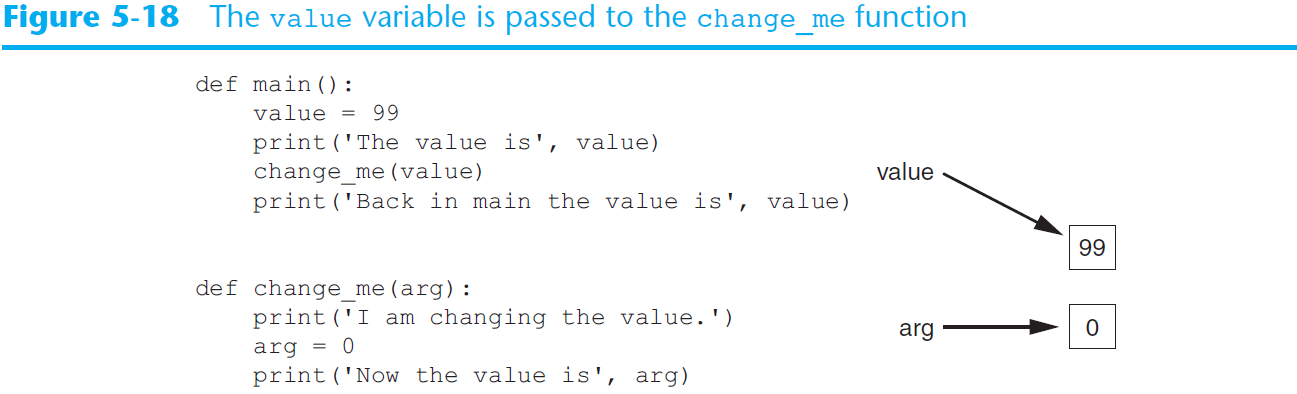 Figure 5-18 The value variable is passed to the change_me function
def main():
    value = 99
    print('The value is', value)
    change_me(value)
    print('Back in main the value is', value)
value
99
def change_me(arg):
    print('I am changing the value.')
    arg = 0
    print('Now the value is', arg)
arg
0